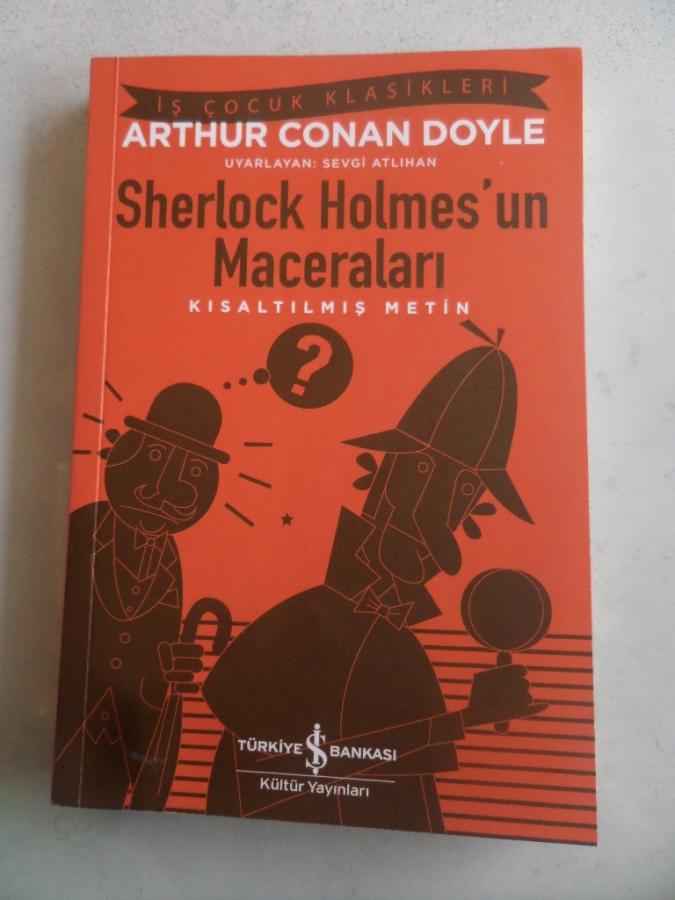 İŞ ÇOCUK KLASİKLERİ
ARTHUR CONAN DOYLE
UYARLAYAN: SEVGİ ATLIHAN
Sherlock Holmes'un
Maceraları
KISALTILMIŞ METİN
?
TÜRKİYE İŞ BANKASI
Kültür Yayınları